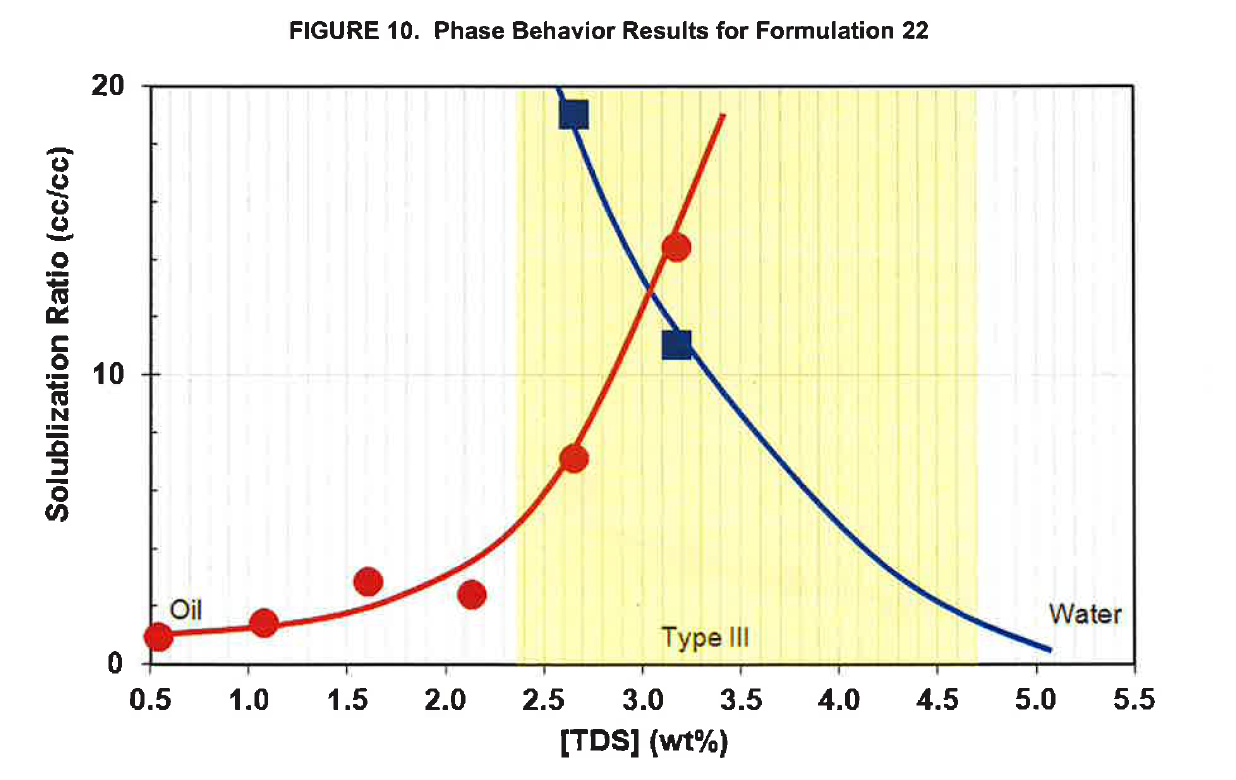 FIGURE 10. Phase Behavior Results for Formulation 22
20
10
0
Solublization Ratio (cc/cc)
Oil
Type III
Water
0.5 1.0 1.5 2.0 2.5 3.0 3.5 4.0 4.5 5.0 5.5
[TDS] (wt%)